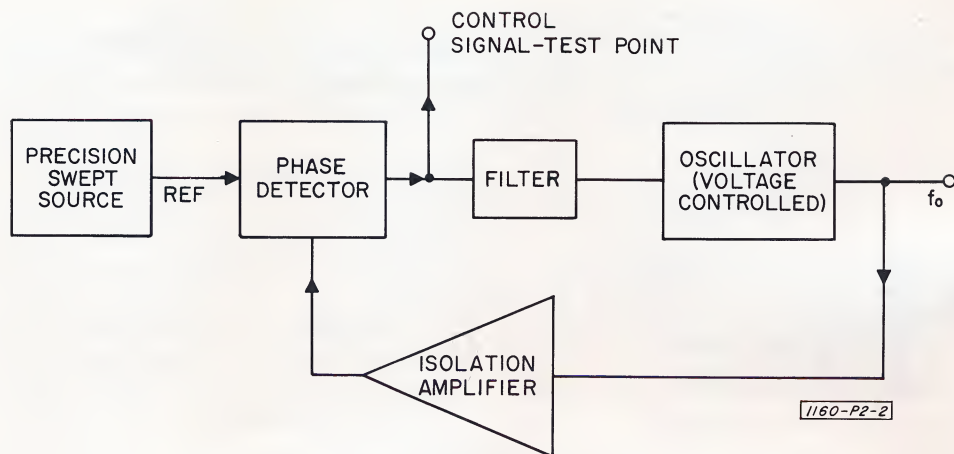 CONTROL
SIGNAL-TEST POINT
PRECISION
SWEPT
SOURCE
REF
PHASE
DETECTOR
FILTER
OSCILLATOR
(VOLTAGE
CONTROLLED)
fo
ISOLATION
AMPLIFIER
1160-P2-2